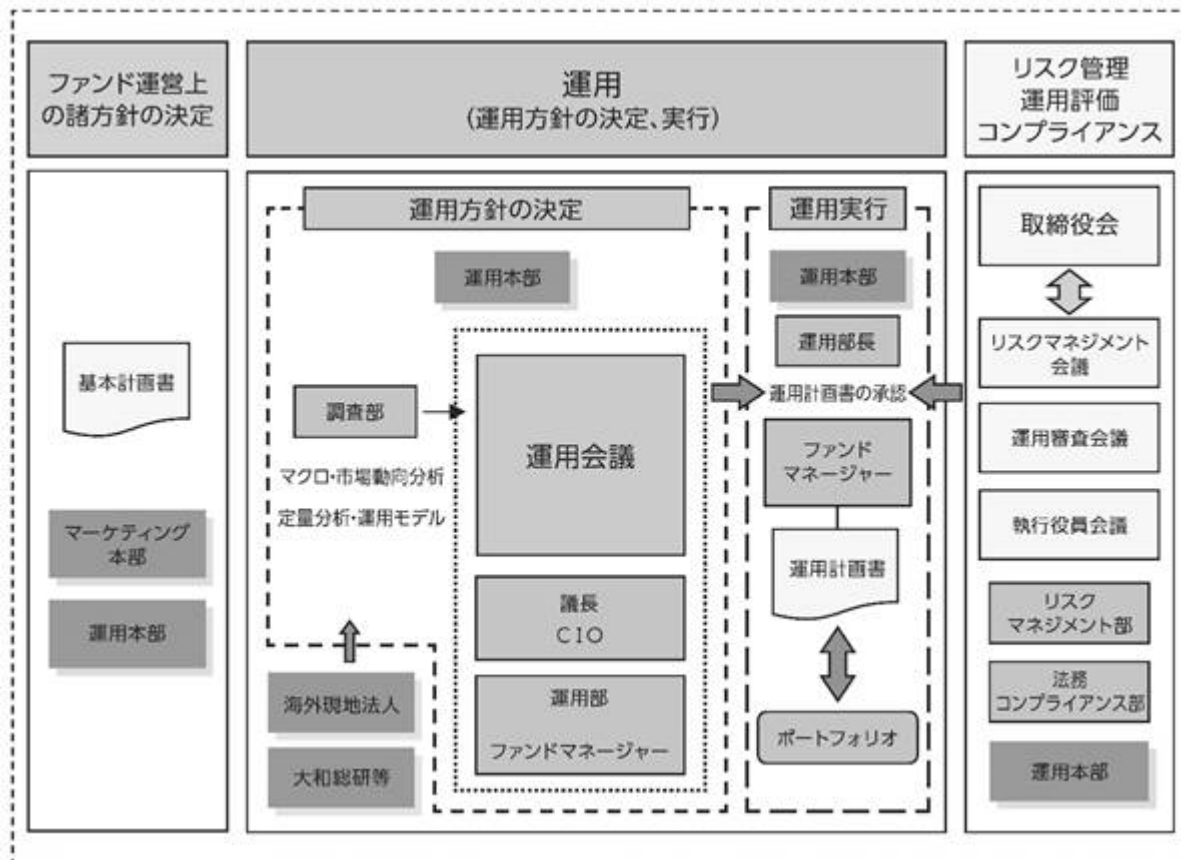 ファンド運営上
の諸方針の決定
運用
(運用方針の決定、実行)
リスク管理
運用評価
コンプライアンス
基本計画書
マーケティング
本部
運用本部
運用方針の決定
運用本部
調査部
マクロ・市場動向分析
定量分析・運用モデル
海外現地法人
大和総研等
運用会議
議長
CIO
運用部
ファンドマネージャー
運用実行
運用本部
運用部長
運用計画書の承認
ファンド
マネージャー
運用計画書
ポートフォリオ
取締役会
リスクマネジメント
会議
運用審査会議
執行役員会議
リスク
マネジメント部
法務
コンプライアンス部
運用本部